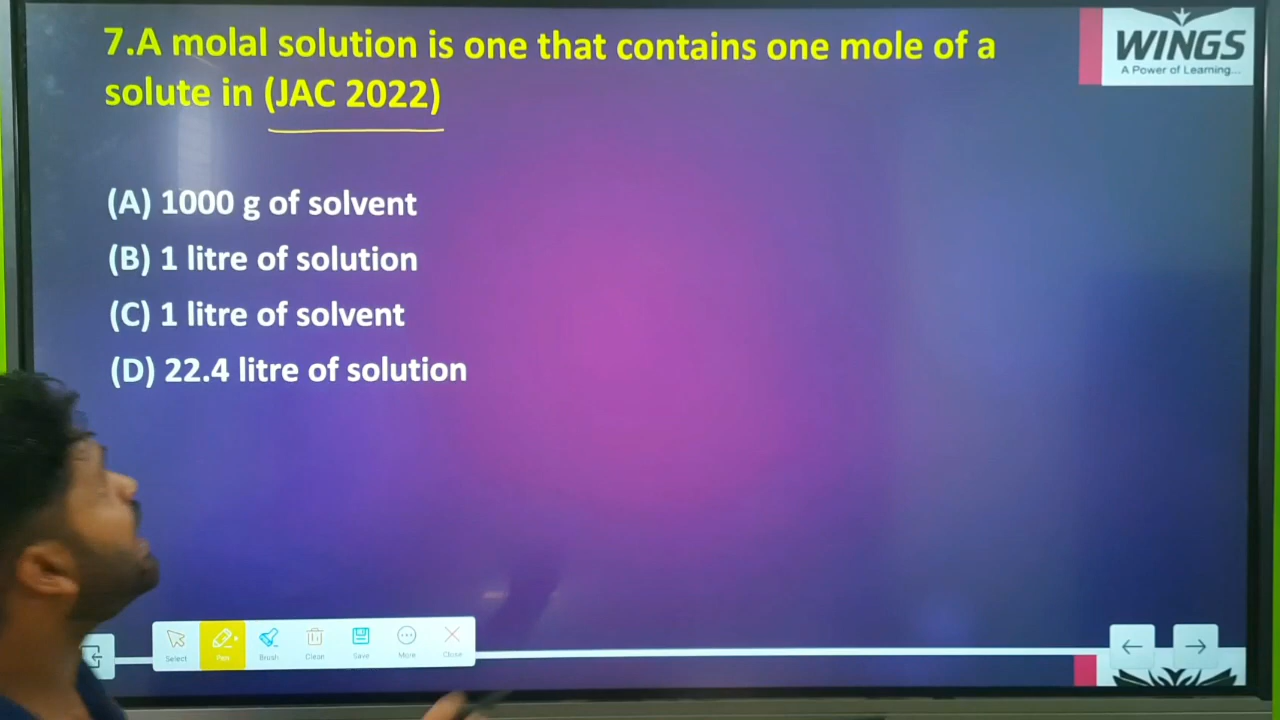 7.A molal solution is one that contains one mole of a
solute in (JAC 2022)
WINGS
A Power of Learning...
(A) 1000 g of solvent
(B) 1 litre of solution
(C) 1 litre of solvent
(D) 22.4 litre of solution
Select Pen Brush Clean Save More Close